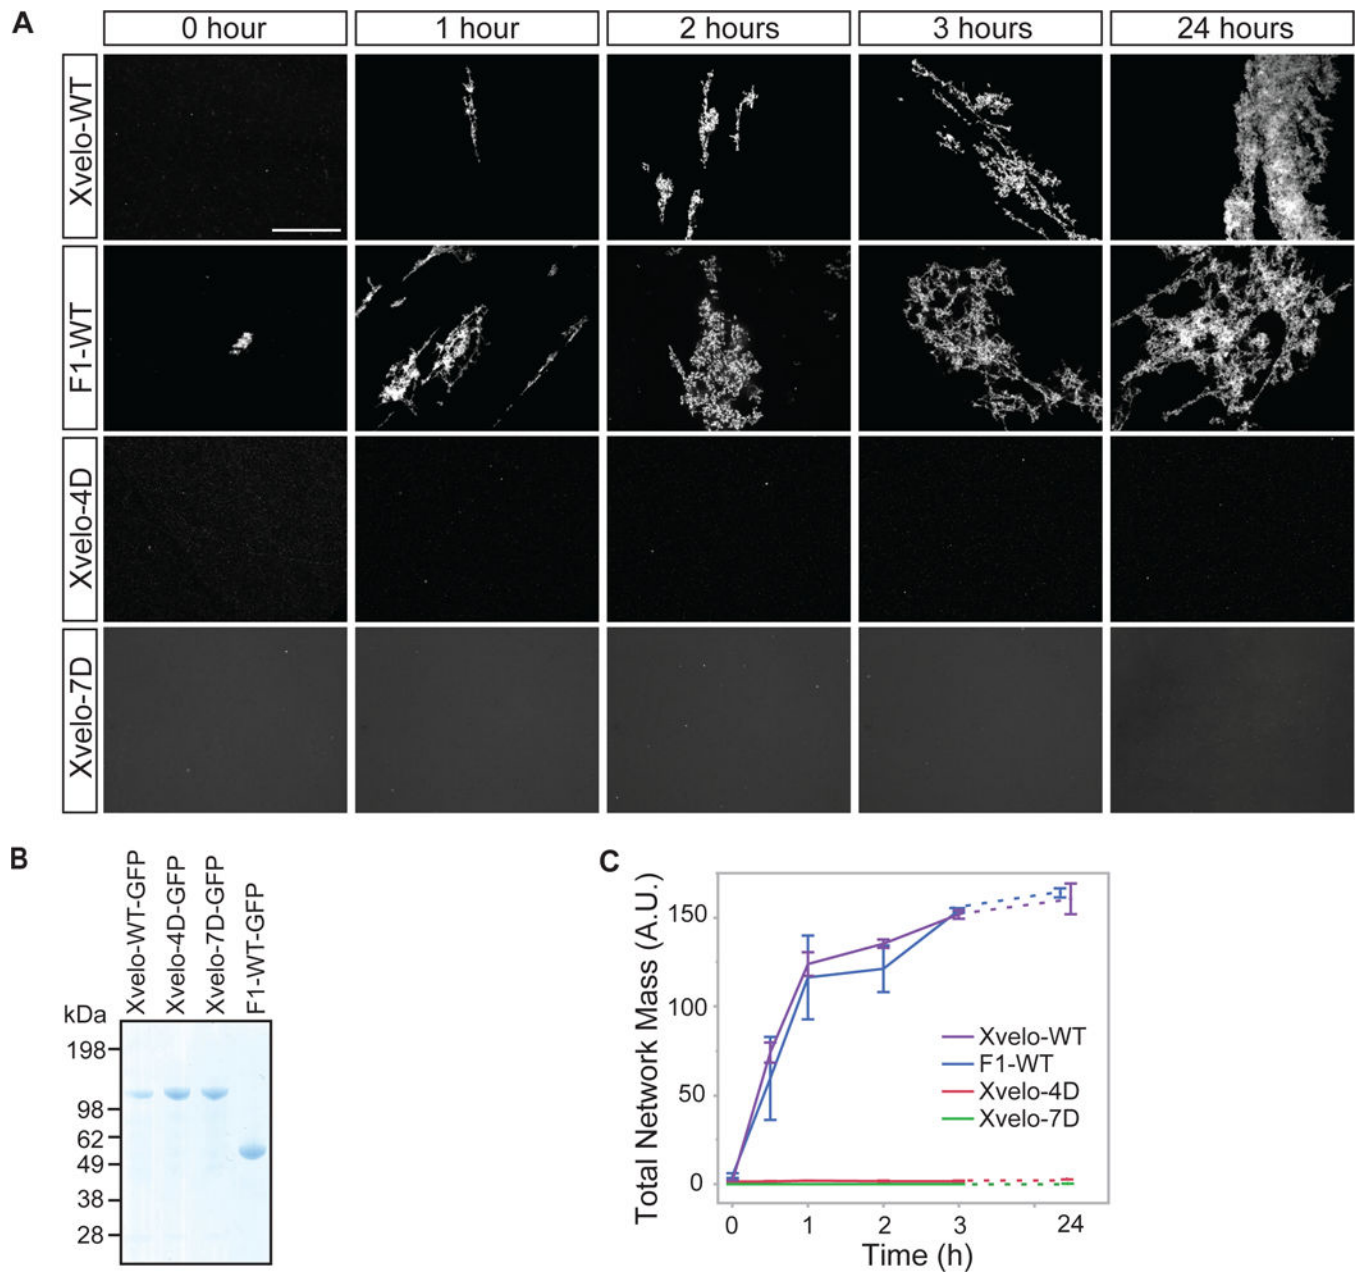 A
0 hour
1 hour
2 hours
3 hours
24 hours
Xvelo-WT
F1-WT
Xvelo-4D
Xvelo-7D
B
Xvelo-WT-GFP
Xvelo-4D-GFP
Xvelo-7D-GFP
F1-WT-GFP
kDa
198
98
62
49
38
28
C
Total Network Mass (A.U.)
150
100
50
0
Xvelo-WT
F1-WT
Xvelo-4D
Xvelo-7D
0 1 2 3 24
Time (h)